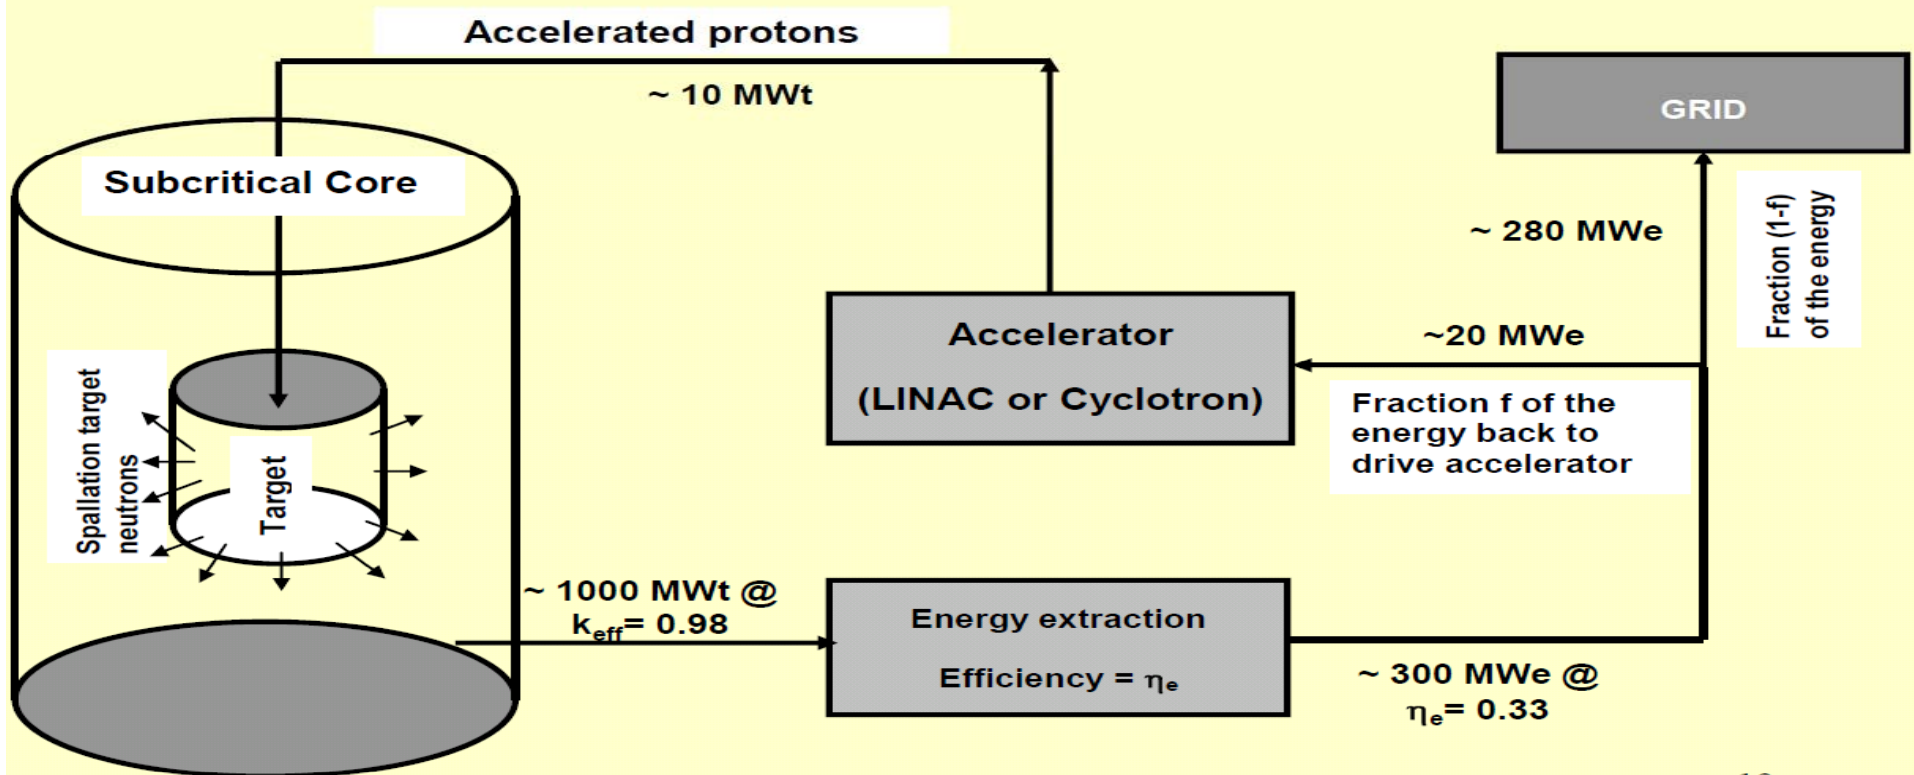 Accelerated protons
~ 10 MWt
GRID
Subcritical Core
~ 280 MWe
Fraction (1-f)
of the energy
Accelerator
(LINAC or Cyclotron)
~20 MWe
Fraction f of the
energy back to
drive accelerator
Spallation target
neutrons
Target
~ 1000 MWt @
keff= 0.98
Energy extraction
Efficiency = ηe
~ 300 MWe @
ηe= 0.33